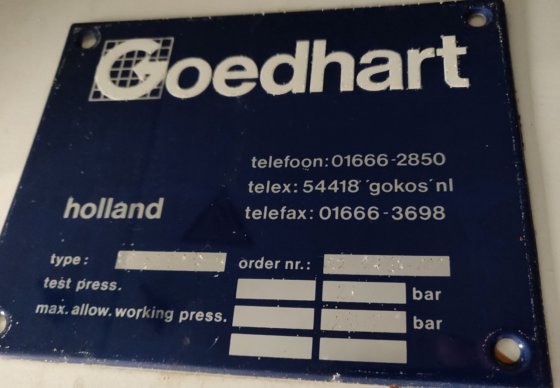 Goedhart
telefoon:01666-2850
telex: 54418 'gokos' nl
holland
telefax: 01666-3698
type: order nr.:
test press. bar
max. allow. working press. bar